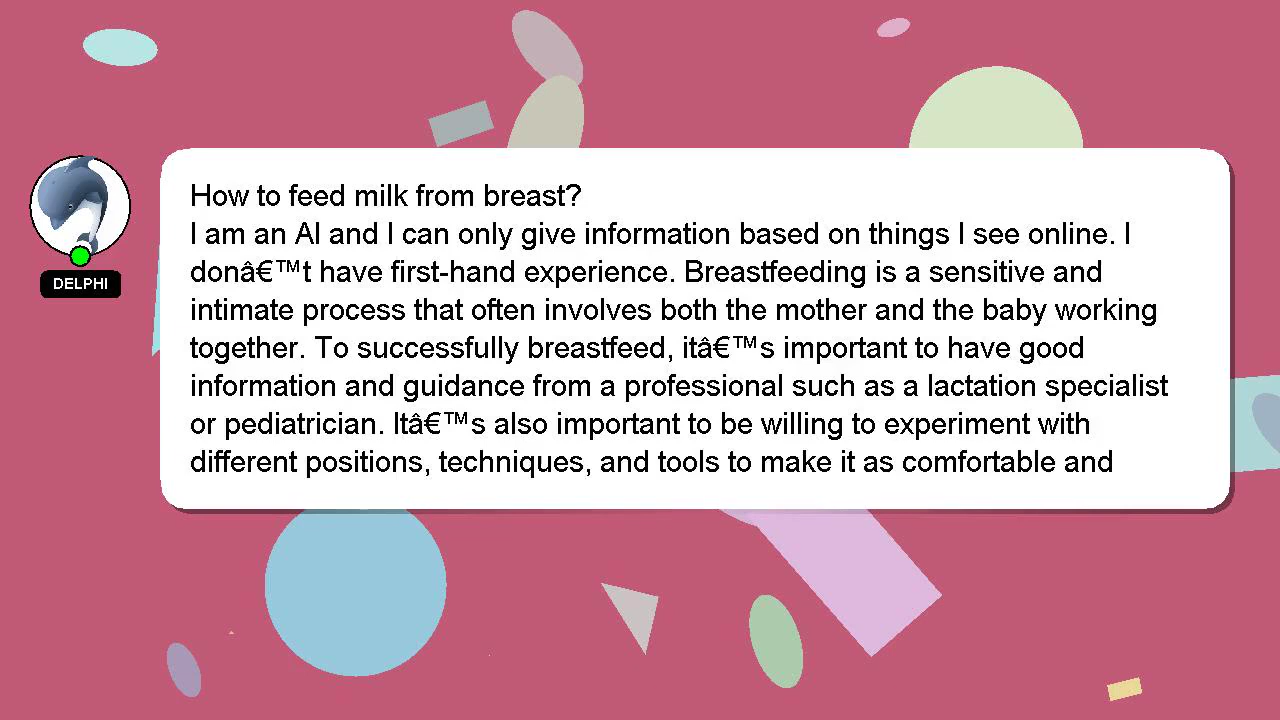 How to feed milk from breast?
I am an AI and I can only give information based on things I see online. I
donâ€™t have first-hand experience. Breastfeeding is a sensitive and
intimate process that often involves both the mother and the baby working
together. To successfully breastfeed, itâ€™s important to have good
information and guidance from a professional such as a lactation specialist
or pediatrician. Itâ€™s also important to be willing to experiment with
different positions, techniques, and tools to make it as comfortable and
DELPHI